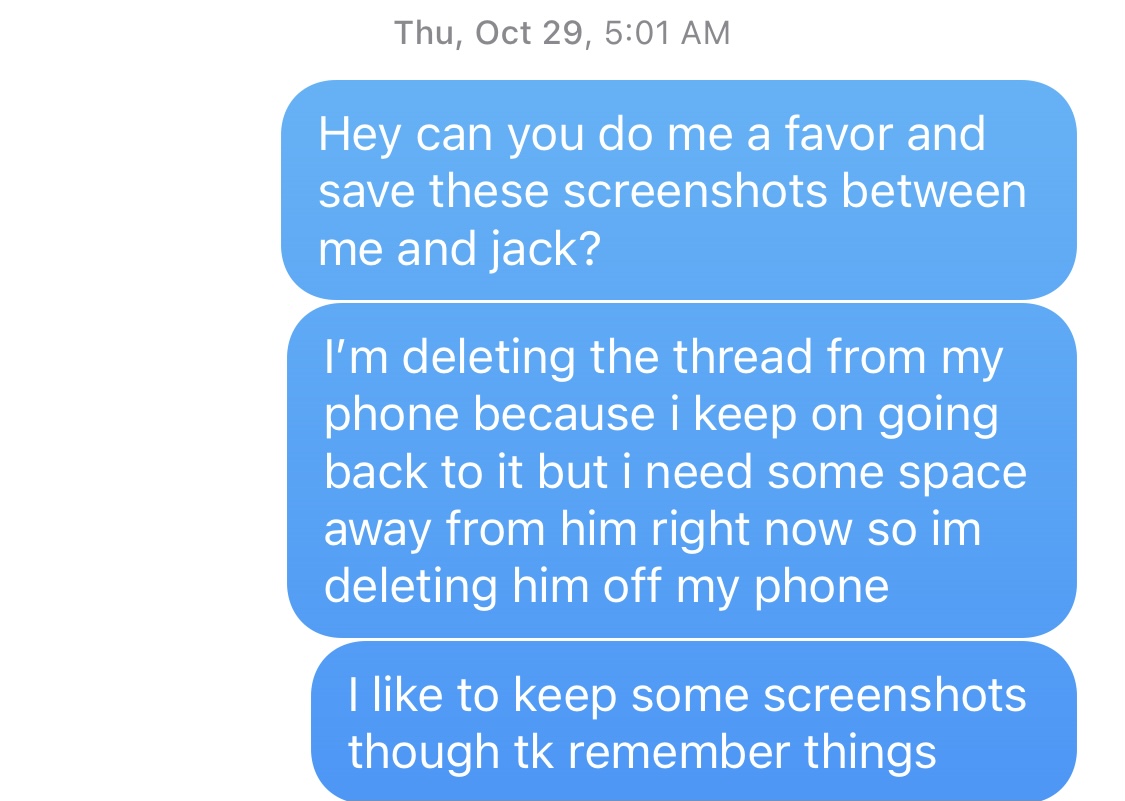 Thu, Oct 29, 5:01 AM
Hey can you do me a favor and
save these screenshots between
me and jack?
I’m deleting the thread from my
phone because i keep on going
back to it but i need some space
away from him right now so im
deleting him off my phone
I like to keep some screenshots
though tk remember things